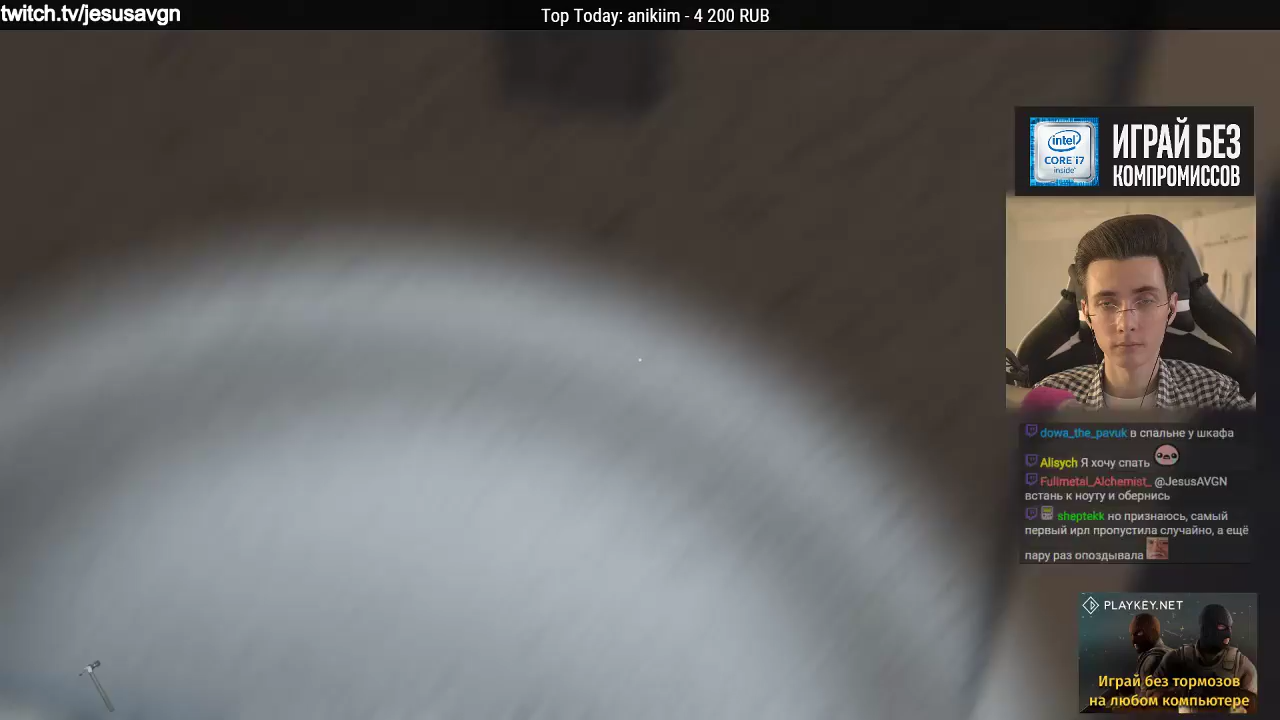 twitch.tv/jesusavgn
Top Today: anikiim - 4 200 RUB
intel
CORE i7
inside
ИГРАЙ БЕЗ
КОМПРОМИССОВ
dowa_the_pavuk в спальне у шкафа
Alisych Я хочу спать
Fullmetal_Alchemist_ @JesusAVGN
встань к ноуту и обернись
sheptekk но признаюсь, самый
первый ирл пропустила случайно, а ещё
пару раз опоздывала
PLAYKEY.NET
Играй без тормозов
на любом компьютере